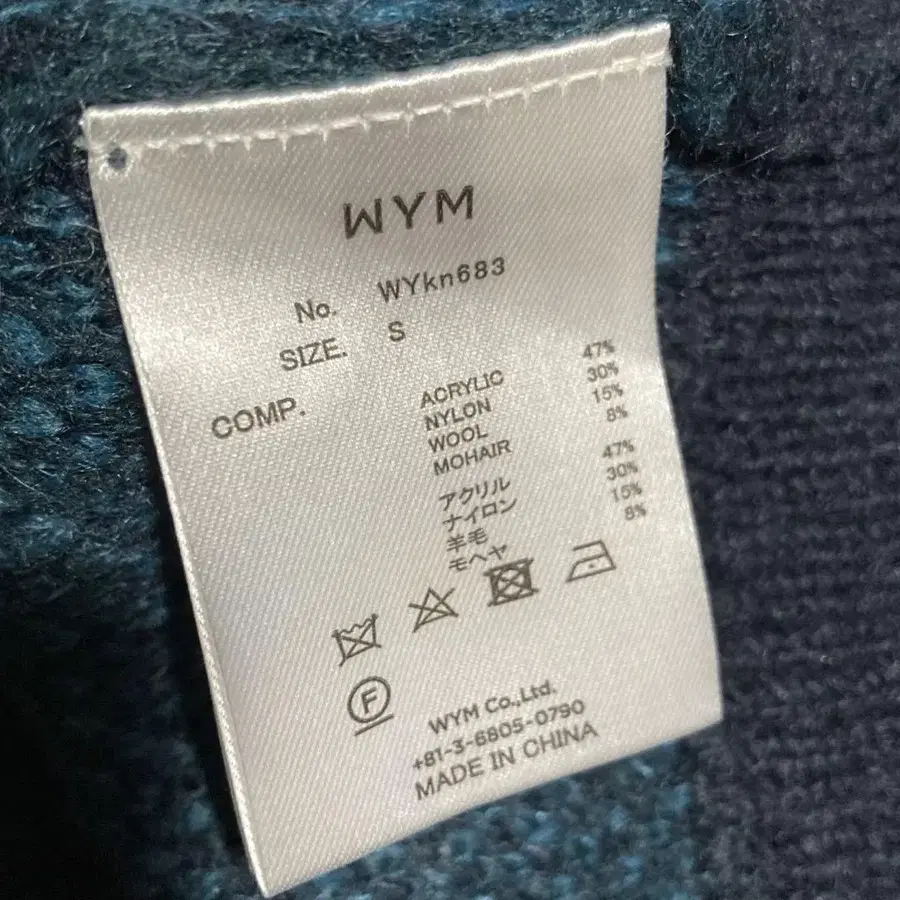 WYM
No. WYkn683
SIZE. S
COMP.
ACRYLIC 47%
NYLON 30%
WOOL 15%
MOHAIR 8%
アクリル 47%
ナイロン 30%
羊毛 15%
モヘヤ 8%
F
WYM Co.,Ltd.
+81-3-6805-0790
MADE IN CHINA